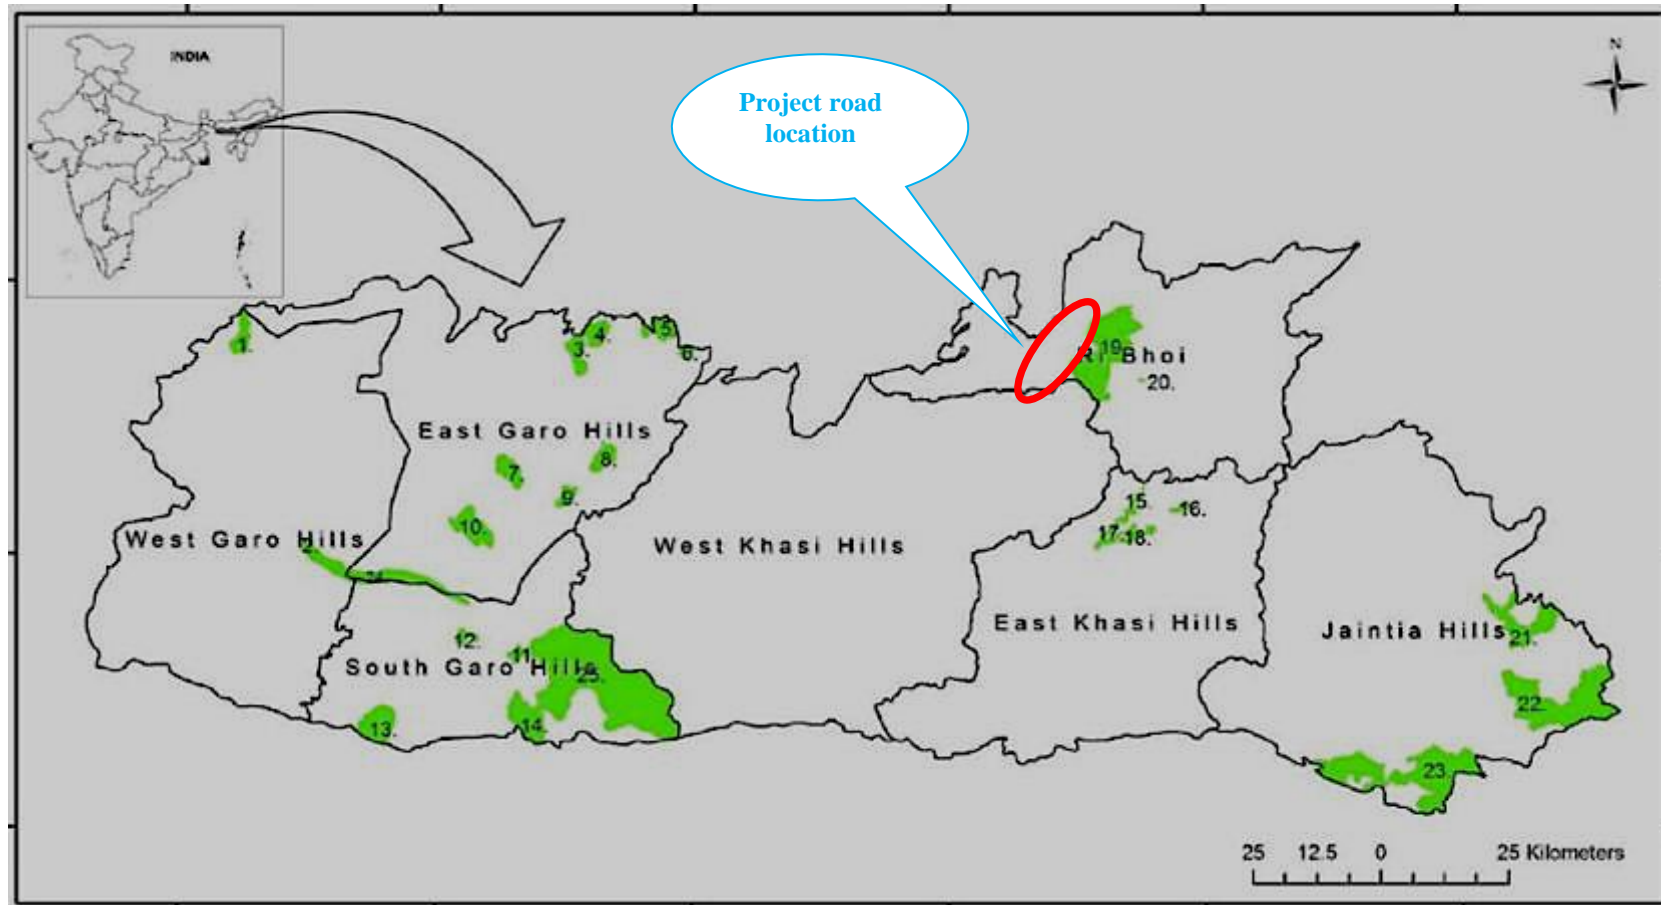 INDIA
N
Project road
location
1.
3.
4.
5.
6.
19.
Ri Bhoi
20.
East Garo Hills
7.
8.
9.
10.
15.
16.
17.
18.
West Garo Hills
2.
West Khasi Hills
East Khasi Hills
Jaintia Hills
21.
12.
11.
South Garo Hills
25.
13.
14.
22.
23
25 12.5 0 25 Kilometers